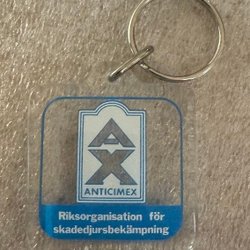 AX
ANTICIMEX
Riksorganisation för
skadedjursbekämpning